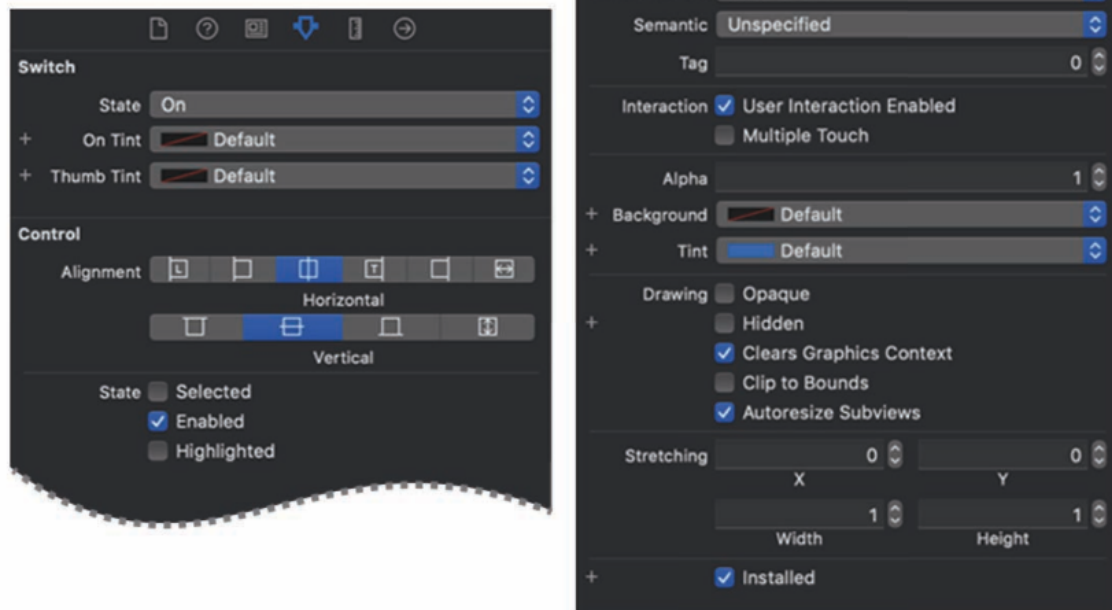 Switch
State On
+ On Tint Default
+ Thumb Tint Default
Control
Alignment L T
Horizontal
Vertical
State Selected
Enabled
Highlighted
Semantic Unspecified
Tag 0
Interaction User Interaction Enabled
Multiple Touch
Alpha 1
+ Background Default
+ Tint Default
Drawing Opaque
+ Hidden
Clears Graphics Context
Clip to Bounds
Autoresize Subviews
Stretching 0 0
X Y
1 1
Width Height
+ Installed